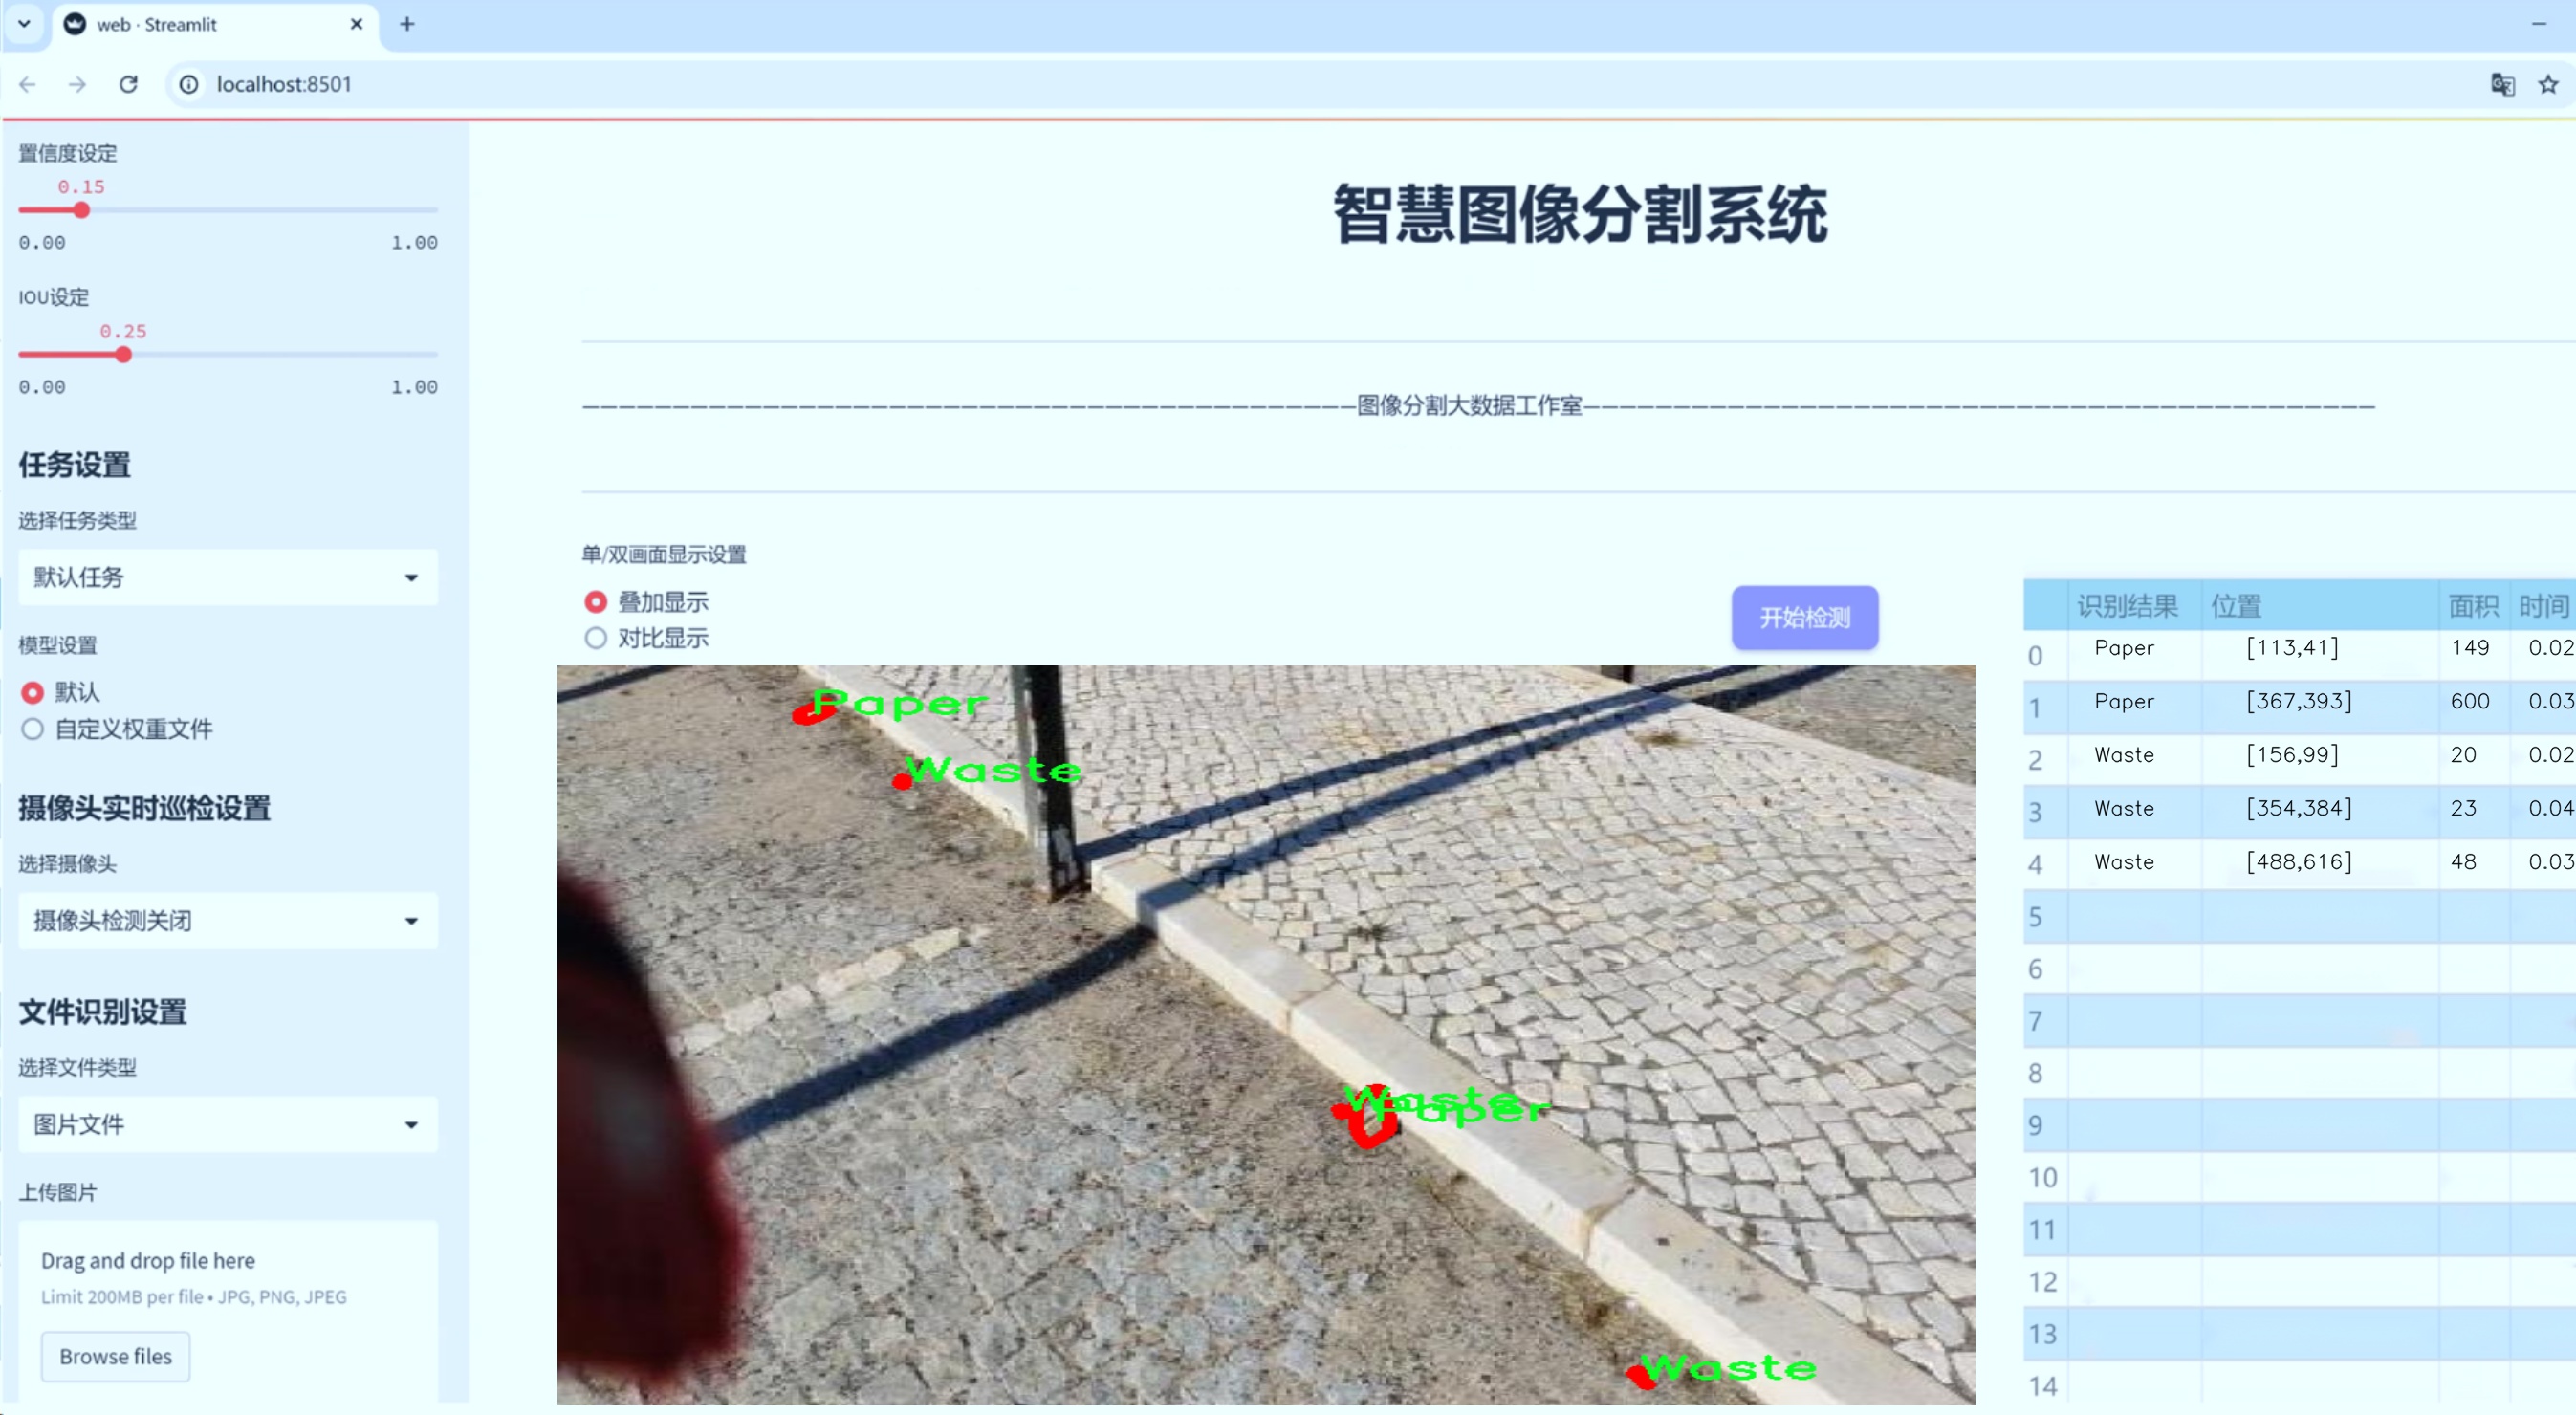 web · Streamlit
localhost:8501
置信度设定
0.15
0.00 1.00
IOU设定
0.25
0.00 1.00
任务设置
选择任务类型
默认任务
模型设置
默认
自定义权重文件
摄像头实时巡检设置
选择摄像头
摄像头检测关闭
文件识别设置
选择文件类型
图片文件
上传图片
Drag and drop file here
Limit 200MB per file • JPG, PNG, JPEG
Browse files
智慧图像分割系统
图像分割大数据工作室
单/双画面显示设置
叠加显示
对比显示
开始检测
Paper
Waste
Waste
Paper
Waste
识别结果 位置 面积 时间
0 Paper [113,41] 149 0.02
1 Paper [367,393] 600 0.03
2 Waste [156,99] 20 0.02
3 Waste [354,384] 23 0.04
4 Waste [488,616] 48 0.03
5
6
7
8
9
10
11
12
13
14